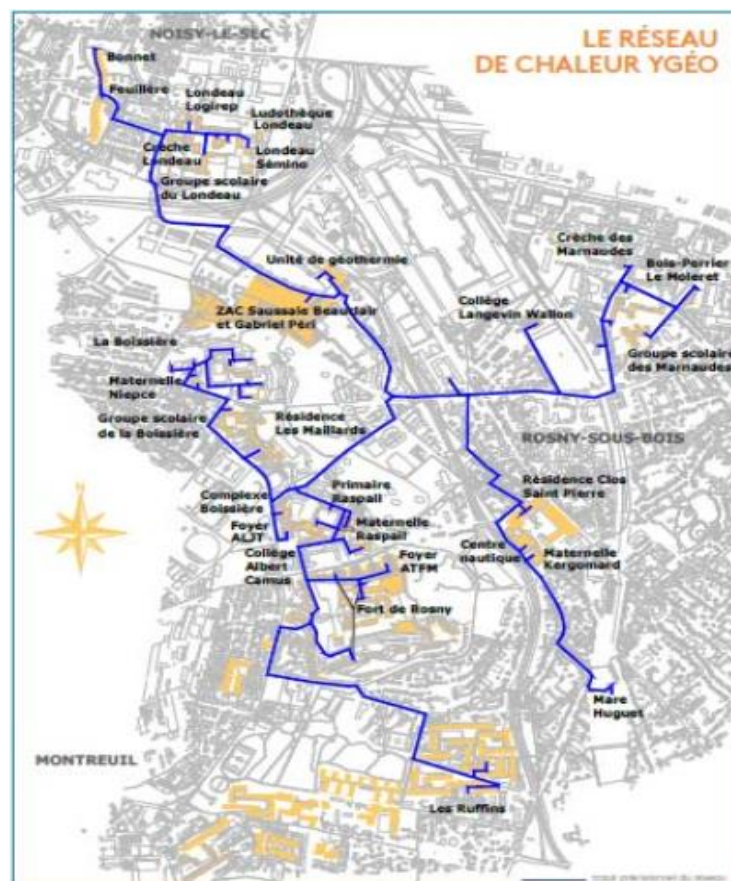 NOISY-LE-SEC
LE RÉSEAU
DE CHALEUR YGÉO
Bonnet
Feuillère
Londeau
Logirep
Ludothèque
Londeau
Crèche
Londeau
Londeau
Sémino
Groupe scolaire
du Londeau
Unité de géothermie
Crèche des
Marnaudes
Bois-Perrier
Le Moleret
ZAC Saussaie Beauclair
et Gabriel Péri
Collège
Langevin Wallon
La Boissière
Groupe scolaire
des Marnaudes
Maternelle
Niepce
Groupe scolaire
de la Boissière
Résidence
Les Maillards
ROSNY-SOUS-BOIS
Résidence Clos
Saint Pierre
Complexe
Boissière
Primaire
Raspail
Foyer
ALJT
Maternelle
Raspail
Centre
nautique
Maternelle
Kergomard
Collège
Albert
Camus
Foyer
ATFM
Fort de Rosny
Mare
Huguet
MONTREUIL
Les Ruffins